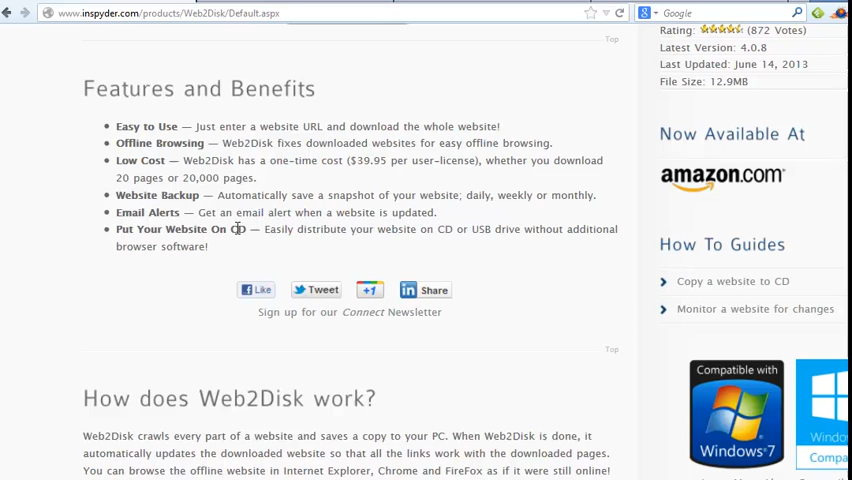 www.inspyder.com/products/Web2Disk/Default.aspx
Google
Top
Features and Benefits
Easy to Use — Just enter a website URL and download the whole website!
Offline Browsing — Web2Disk fixes downloaded websites for easy offline browsing.
Low Cost — Web2Disk has a one-time cost ($39.95 per user-license), whether you download
20 pages or 20,000 pages.
Website Backup — Automatically save a snapshot of your website; daily, weekly or monthly.
Email Alerts — Get an email alert when a website is updated.
Put Your Website On CD — Easily distribute your website on CD or USB drive without additional
browser software!
Like
Tweet
+1
in Share
Sign up for our Connect Newsletter
Top
How does Web2Disk work?
Web2Disk crawls every part of a website and saves a copy to your PC. When Web2Disk is done, it
automatically updates the downloaded website so that all the links work with the downloaded pages.
You can browse the offline website in Internet Explorer, Chrome and FireFox as if it were still online!
Rating: (872 Votes)
Latest Version: 4.0.8
Last Updated: June 14, 2013
File Size: 12.9MB
Now Available At
amazon.com
How To Guides
Copy a website to CD
Monitor a website for changes
Compatible with
Windows 7
Windo
Compa